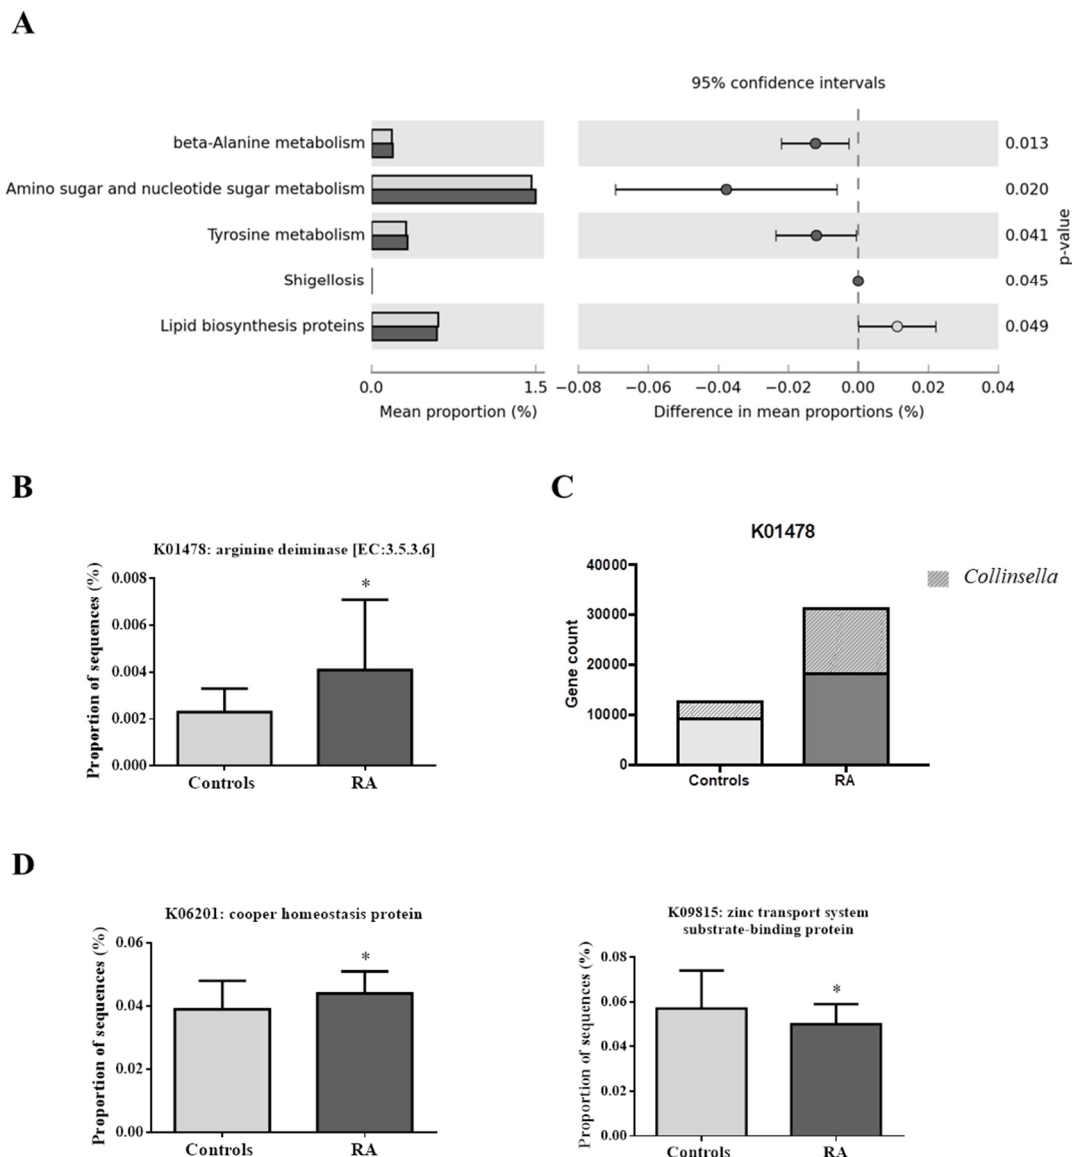 A
95% confidence intervals
beta-Alanine metabolism
0.013
Amino sugar and nucleotide sugar metabolism
0.020
Tyrosine metabolism
0.041
Shigellosis
0.045
Lipid biosynthesis proteins
0.049
p-value
0.0 1.5
Mean proportion (%)
−0.08 −0.06 −0.04 −0.02 0.00 0.02 0.04
Difference in mean proportions (%)
B
K01478: arginine deiminase [EC:3.5.3.6]
Proportion of sequences (%)
0.008
0.006
0.004
0.002
0.000
*
Controls RA
C
K01478
Collinsella
Gene count
40000
30000
20000
10000
0
Controls RA
D
K06201: cooper homeostasis protein
Proportion of sequences (%)
0.06
0.04
0.02
0.00
*
Controls RA
K09815: zinc transport system
substrate-binding protein
Proportion of sequences (%)
0.08
0.06
0.04
0.02
0.00
*
Controls RA